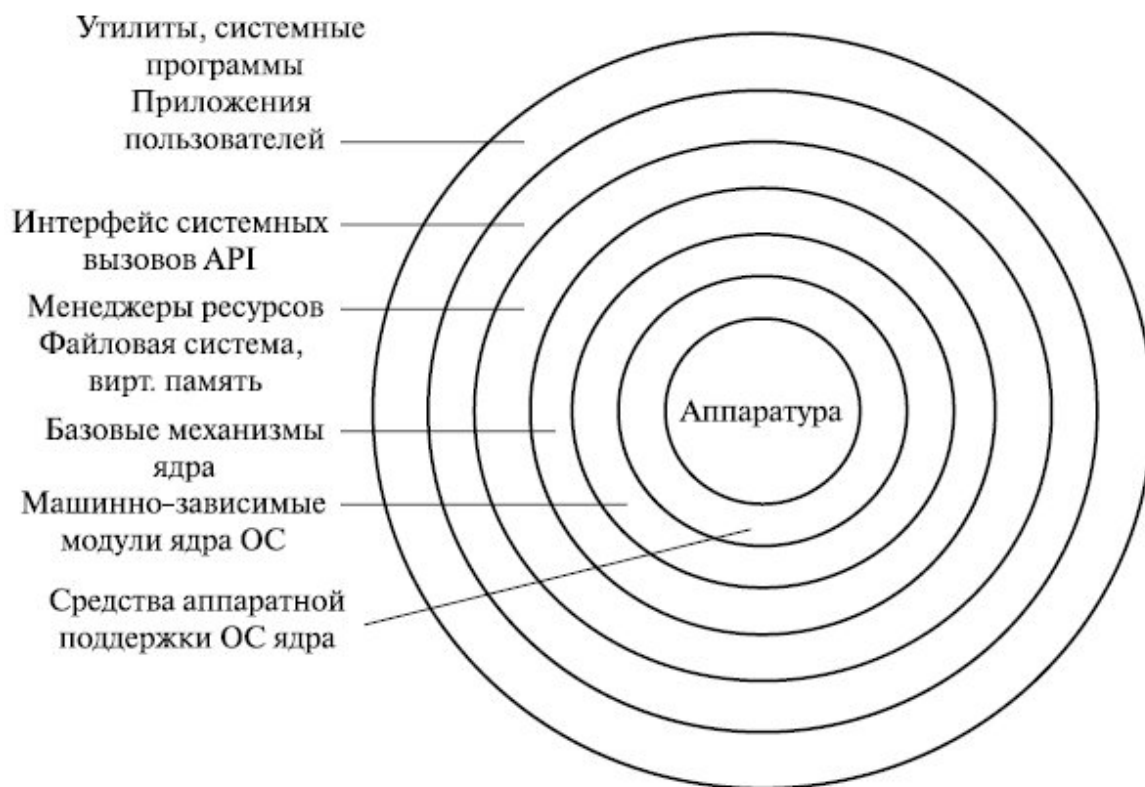 Утилиты, системные
программы
Приложения
пользователей
Интерфейс системных
вызовов API
Менеджеры ресурсов
Файловая система,
вирт. память
Базовые механизмы
ядра
Машинно-зависимые
модули ядра ОС
Средства аппаратной
поддержки ОС ядра
Аппаратура